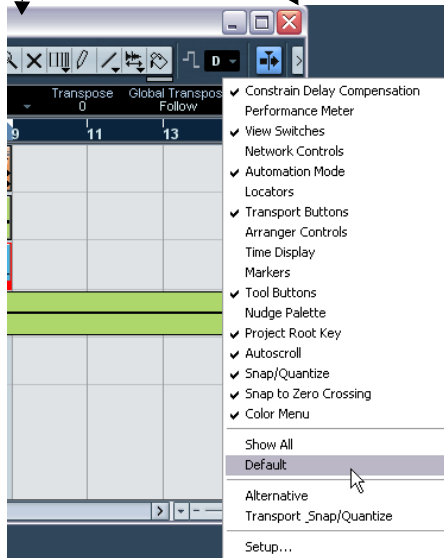 D
Transpose Global Transpos
0 Follow
9 11 13
✓ Constrain Delay Compensation
Performance Meter
✓ View Switches
Network Controls
✓ Automation Mode
Locators
✓ Transport Buttons
Arranger Controls
Time Display
Markers
✓ Tool Buttons
Nudge Palette
✓ Project Root Key
✓ Autoscroll
✓ Snap/Quantize
✓ Snap to Zero Crossing
✓ Color Menu
Show All
Default
Alternative
Transport _Snap/Quantize
Setup...